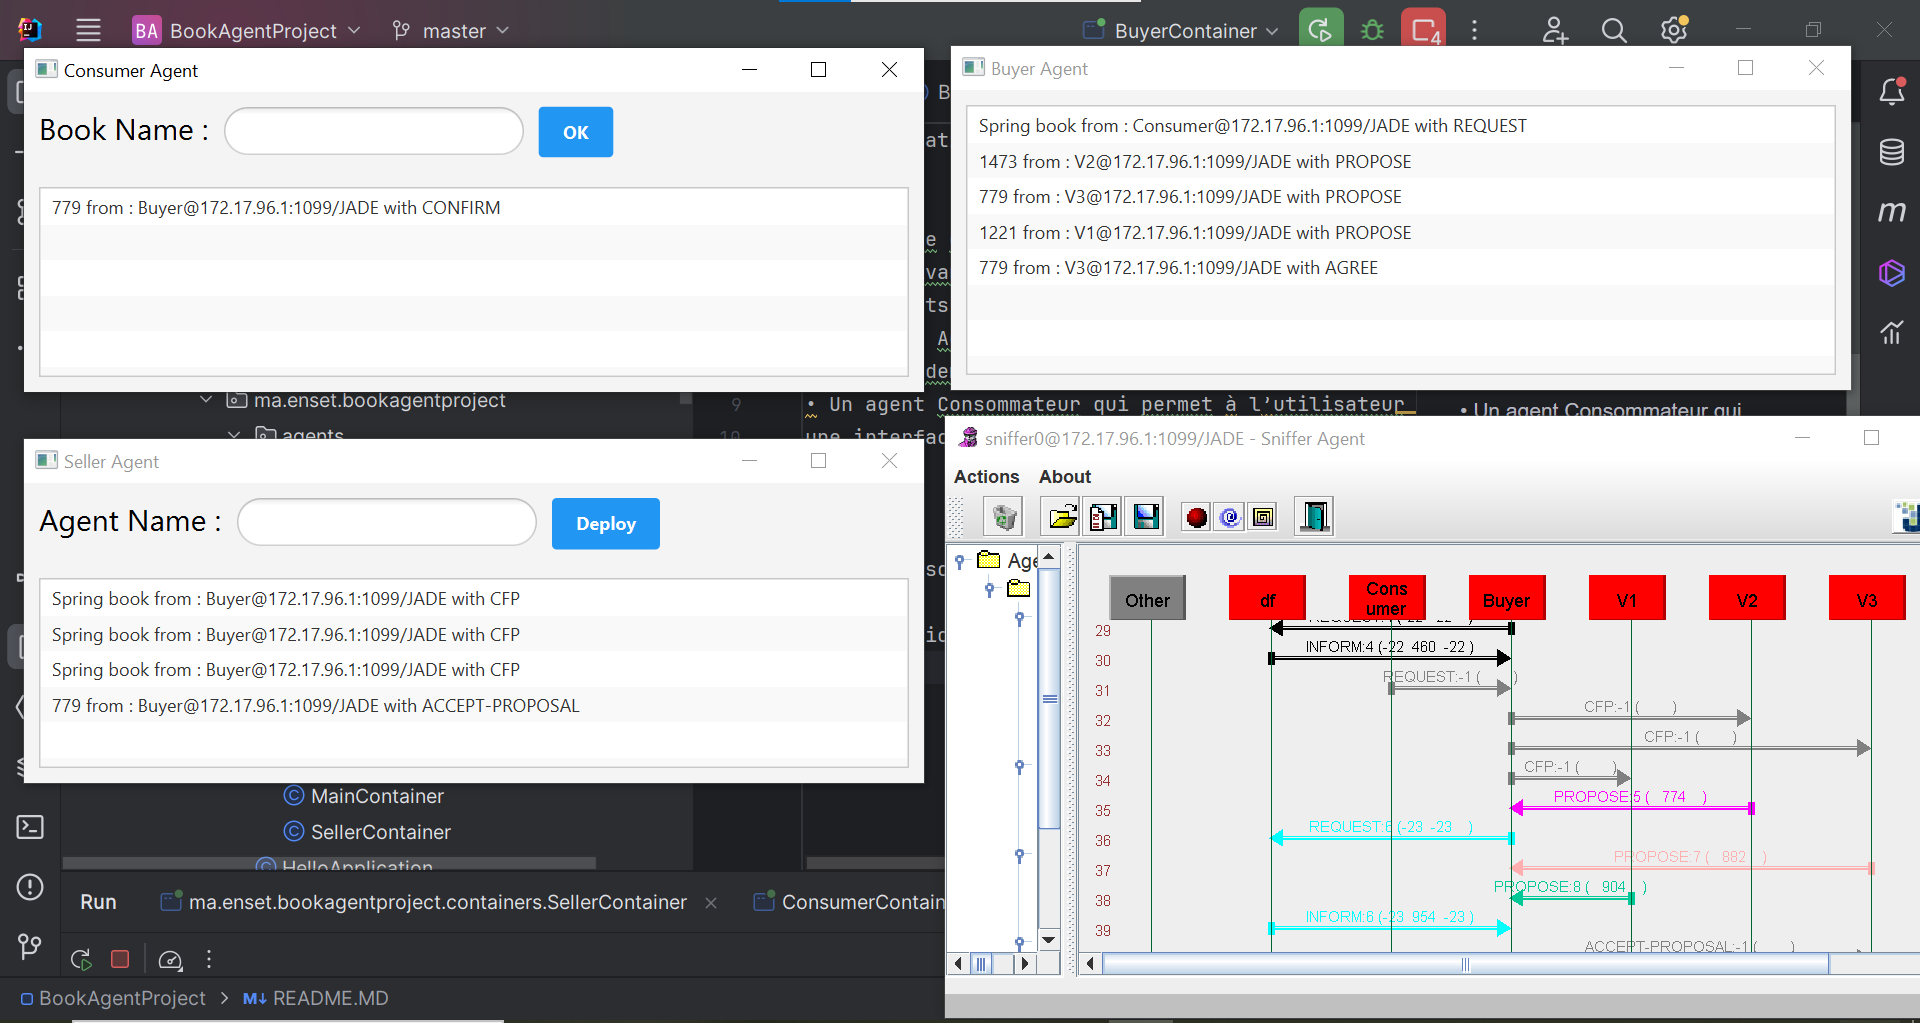 BA BookAgentProject
master
BuyerContainer
4
Consumer Agent
Book Name :
OK
779 from : Buyer@172.17.96.1:1099/JADE with CONFIRM
Buyer Agent
Spring book from : Consumer@172.17.96.1:1099/JADE with REQUEST
1473 from : V2@172.17.96.1:1099/JADE with PROPOSE
779 from : V3@172.17.96.1:1099/JADE with PROPOSE
1221 from : V1@172.17.96.1:1099/JADE with PROPOSE
779 from : V3@172.17.96.1:1099/JADE with AGREE
B
at
e
va
ts
A
de
m
ma.enset.bookagentproject
agents
9
• Un agent Consommateur qui permet à l’utilisateur
• Un agent Consommateur qui
10
une interfac
Seller Agent
Agent Name :
Deploy
Spring book from : Buyer@172.17.96.1:1099/JADE with CFP
Spring book from : Buyer@172.17.96.1:1099/JADE with CFP
Spring book from : Buyer@172.17.96.1:1099/JADE with CFP
779 from : Buyer@172.17.96.1:1099/JADE with ACCEPT-PROPOSAL
sniffer0@172.17.96.1:1099/JADE - Sniffer Agent
Actions About
Age
Other
df
Cons
umer
Buyer
V1
V2
V3
29
30
INFORM:4 (-22 460 -22 )
31
REQUEST:-1 ( )
32
CFP:-1 ( )
33
CFP:-1 ( )
34
CFP:-1 ( )
35
PROPOSE:5 ( 774 )
36
REQUEST:6 (-23 -23 )
37
PROPOSE:7 ( 882 )
38
PROPOSE:8 ( 904 )
39
INFORM:6 (-23 954 -23 )
ACCEPT-PROPOSAL:-1 ( )
MainContainer
SellerContainer
HelloApplication
Run
ma.enset.bookagentproject.containers.SellerContainer
ConsumerContain
BookAgentProject > M↓ README.MD